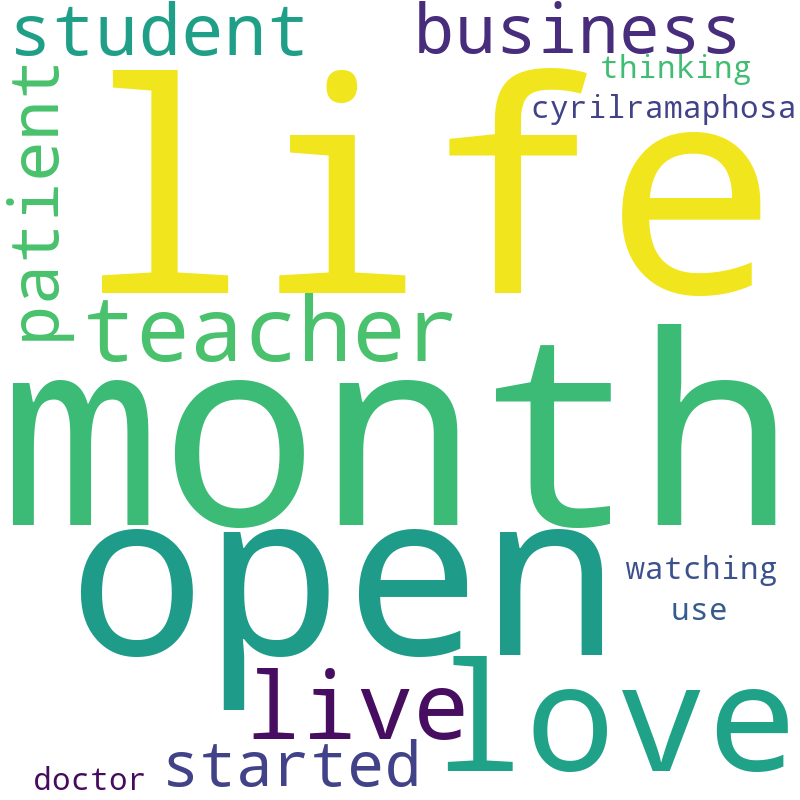 student
business
thinking
cyrilramaphosa
patient
life
teacher
month
open
watching
use
live
love
started
doctor